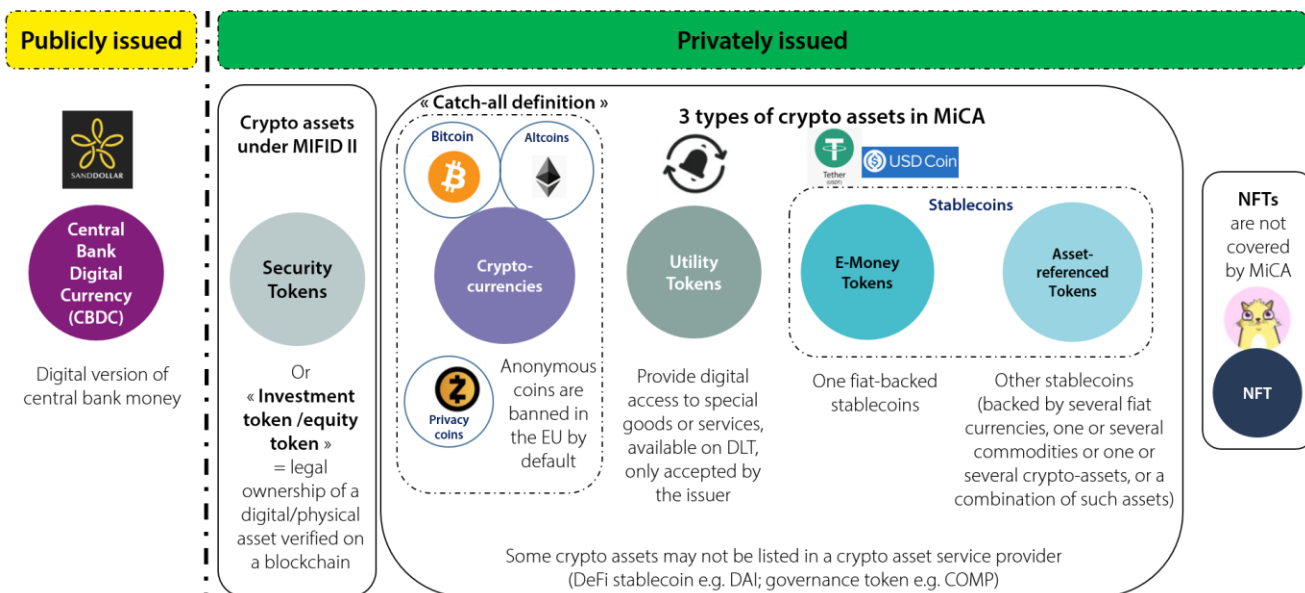 Publicly issued
Privately issued
SANDDOLLAR
Central
Bank
Digital
Currency
(CBDC)
Digital version of
central bank money
Crypto assets
under MIFID II
Security
Tokens
Or
« Investment
token /equity
token »
= legal
ownership of a
digital/physical
asset verified on
a blockchain
« Catch-all definition »
3 types of crypto assets in MiCA
Bitcoin
Altcoins
Crypto-
currencies
Privacy
coins
Anonymous
coins are
banned in
the EU by
default
Utility
Tokens
Provide digital
access to special
goods or services,
available on DLT,
only accepted by
the issuer
Tether
(USDT)
USD Coin
Stablecoins
E-Money
Tokens
One fiat-backed
stablecoins
Asset-
referenced
Tokens
Other stablecoins
(backed by several fiat
currencies, one or several
commodities or one or
several crypto-assets, or a
combination of such assets)
Some crypto assets may not be listed in a crypto asset service provider
(DeFi stablecoin e.g. DAI; governance token e.g. COMP)
NFTs
are not
covered
by MiCA
NFT